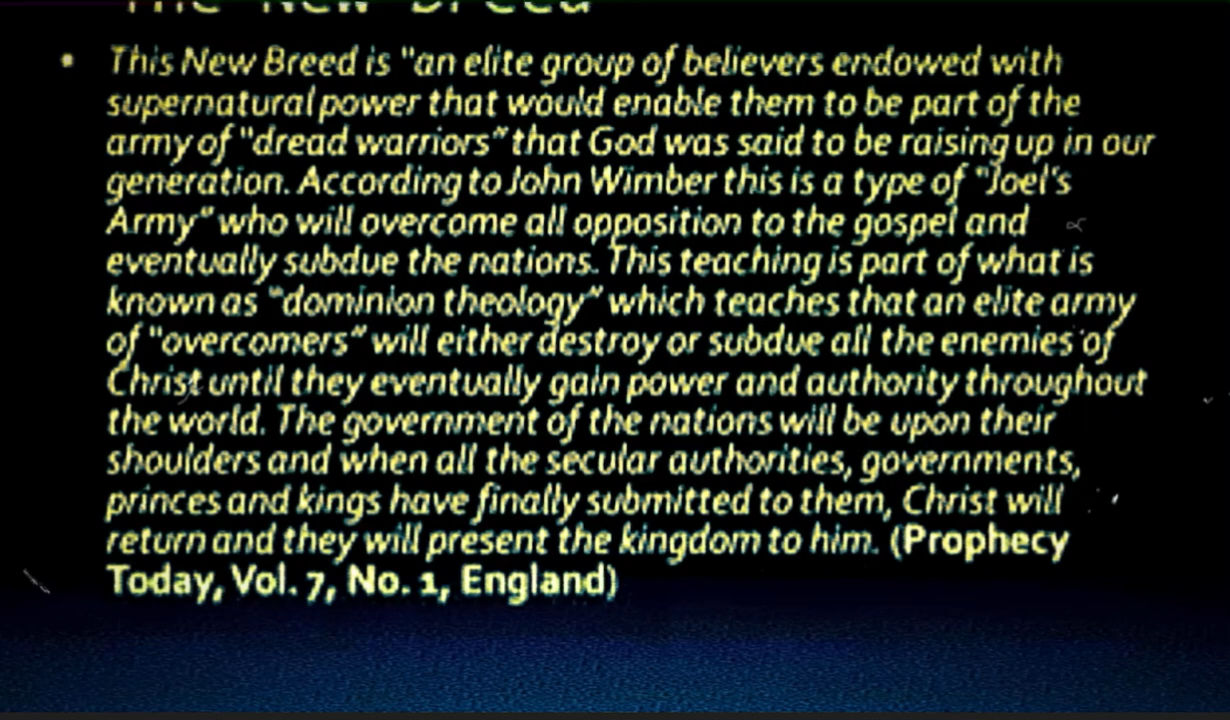 The New Breed
• This New Breed is "an elite group of believers endowed with
supernatural power that would enable them to be part of the
army of "dread warriors" that God was said to be raising up in our
generation. According to John Wimber this is a type of "Joel's
Army" who will overcome all opposition to the gospel and
eventually subdue the nations. This teaching is part of what is
known as "dominion theology" which teaches that an elite army
of "overcomers" will either destroy or subdue all the enemies of
Christ until they eventually gain power and authority throughout
the world. The government of the nations will be upon their
shoulders and when all the secular authorities, governments,
princes and kings have finally submitted to them, Christ will
return and they will present the kingdom to him. (Prophecy
Today, Vol. 7, No. 1, England)